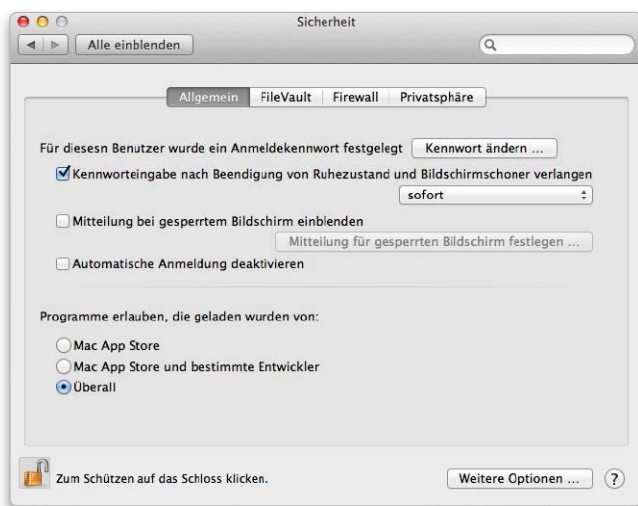 Sicherheit
Alle einblenden
Allgemein FileVault Firewall Privatsphäre
Für diesesn Benutzer wurde ein Anmeldekennwort festgelegt Kennwort ändern ...
Kennworteingabe nach Beendigung von Ruhezustand und Bildschirmschoner verlangen
sofort
Mitteilung bei gesperrtem Bildschirm einblenden
Mitteilung für gesperrten Bildschirm festlegen ...
Automatische Anmeldung deaktivieren
Programme erlauben, die geladen wurden von:
Mac App Store
Mac App Store und bestimmte Entwickler
Überall
Zum Schützen auf das Schloss klicken. Weitere Optionen ... ?